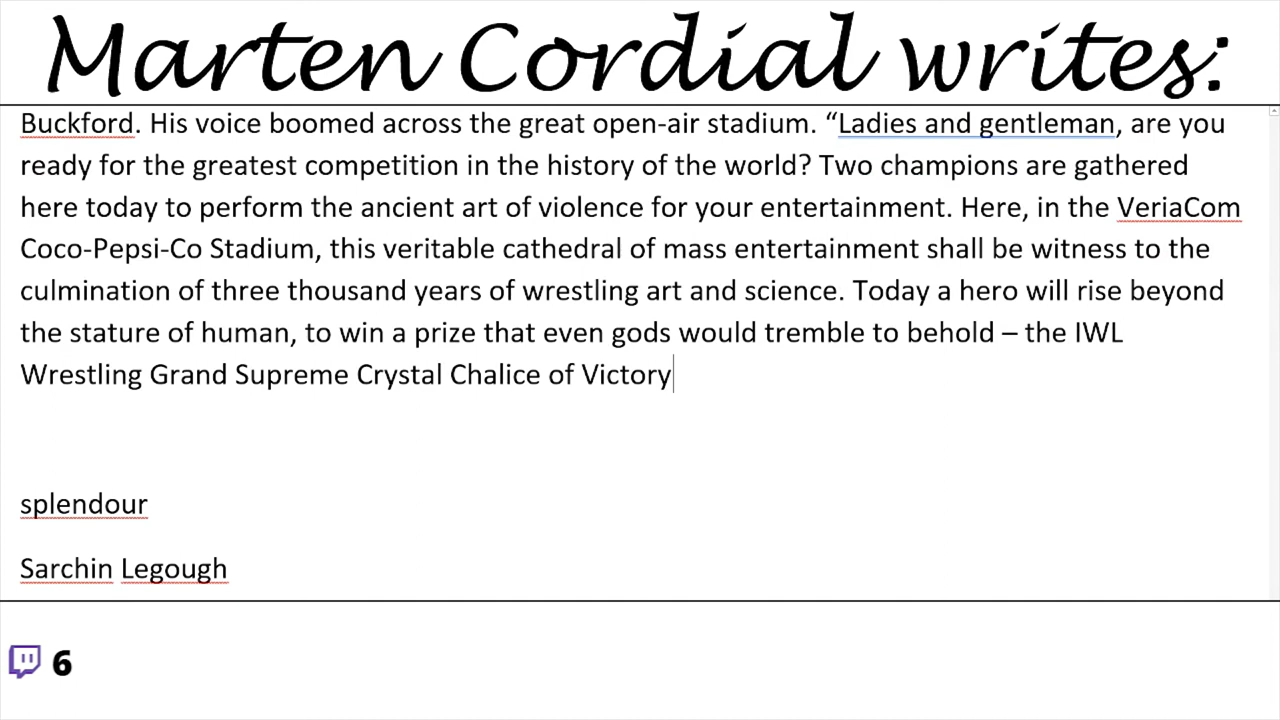 Marten Cordial writes:
Buckford. His voice boomed across the great open-air stadium. “Ladies and gentleman, are you
ready for the greatest competition in the history of the world? Two champions are gathered
here today to perform the ancient art of violence for your entertainment. Here, in the VeriaCom
Coco-Pepsi-Co Stadium, this veritable cathedral of mass entertainment shall be witness to the
culmination of three thousand years of wrestling art and science. Today a hero will rise beyond
the stature of human, to win a prize that even gods would tremble to behold – the IWL
Wrestling Grand Supreme Crystal Chalice of Victory
splendour
Sarchin Legough
6